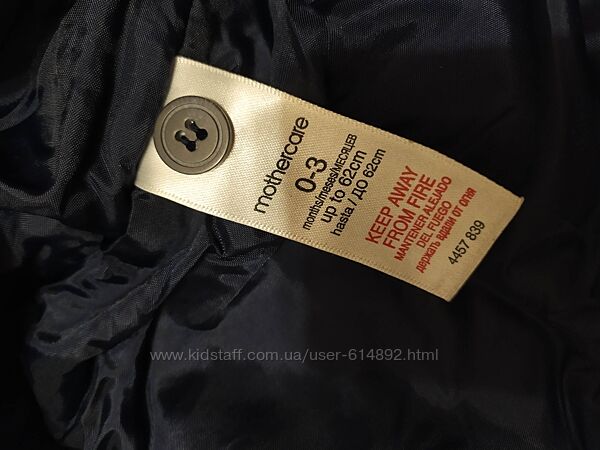 mothercare
0-3
months/meses/МЕСЯЦЕВ
up to 62cm
hasta / ДО 62cm
KEEP AWAY
FROM FIRE
MANTENER ALEJADO
DEL FUEGO
держать вдали от огня
4457 839
www.kidstaff.com.ua/user-614892.html